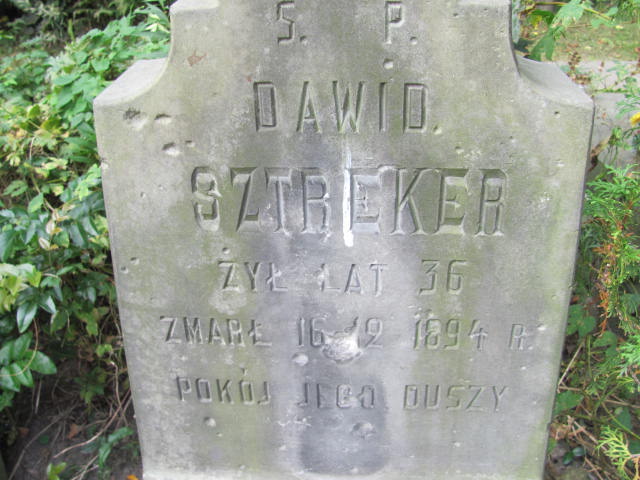 Ś. P.
DAWID.
SZTREKER
ŻYŁ LAT 36
ZMARŁ 16-12 1894 R.
POKÓJ JEGO DUSZY